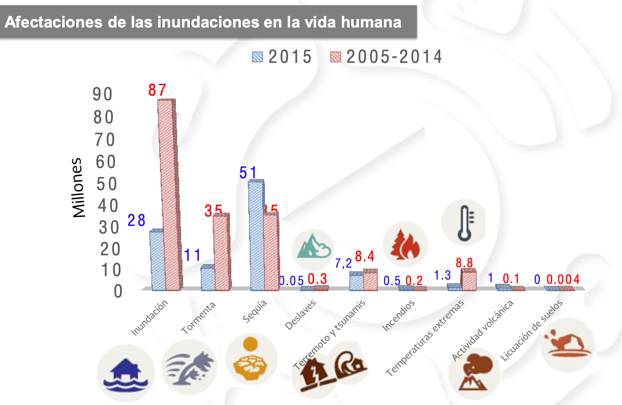 Afectaciones de las inundaciones en la vida humana
2015 2005-2014
Millones
90
80
70
60
50
40
30
20
10
0
28 87
11 35
51 35
0.05 0.3
7,2 8.4
0.5 0.2
1.3 8.8
1 0.1
0 0.004
Inundación
Tormenta
Sequía
Deslaves
Terremoto y tsunamis
Incendios
Temperaturas extremas
Actividad volcánica
Licuación de suelos